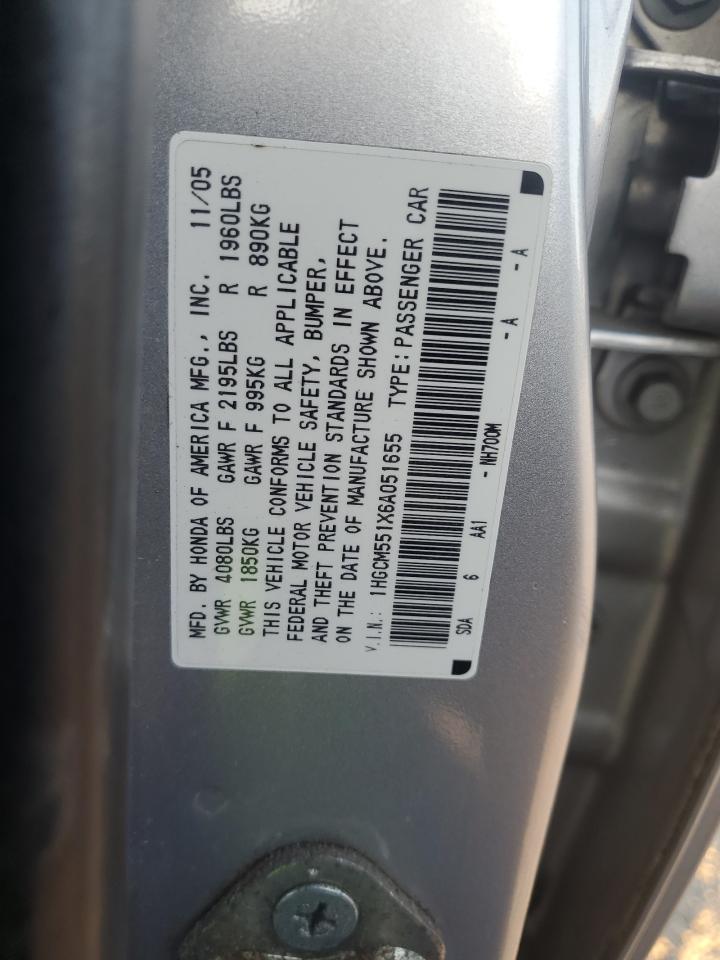 MFD. BY HONDA OF AMERICA MFG., INC. 11/05
GVWR 4080LBS GAWR F 2195LBS R 1960LBS
GVWR 1850KG GAWR F 995KG R 890KG
THIS VEHICLE CONFORMS TO ALL APPLICABLE
FEDERAL MOTOR VEHICLE SAFETY, BUMPER,
AND THEFT PREVENTION STANDARDS IN EFFECT
ON THE DATE OF MANUFACTURE SHOWN ABOVE.
V.I.N.: 1HGCM551X6A051655 TYPE:PASSENGER CAR
SDA 6 AA1 - NH700M - A - A